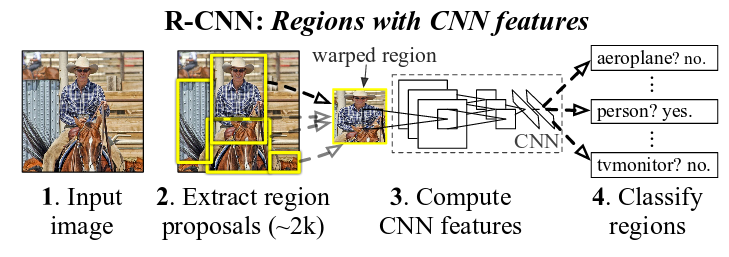 R-CNN: Regions with CNN features
warped region
aeroplane? no.
person? yes.
CNN
tvmonitor? no.
1. Input
image
2. Extract region
proposals (~2k)
3. Compute
CNN features
4. Classify
regions